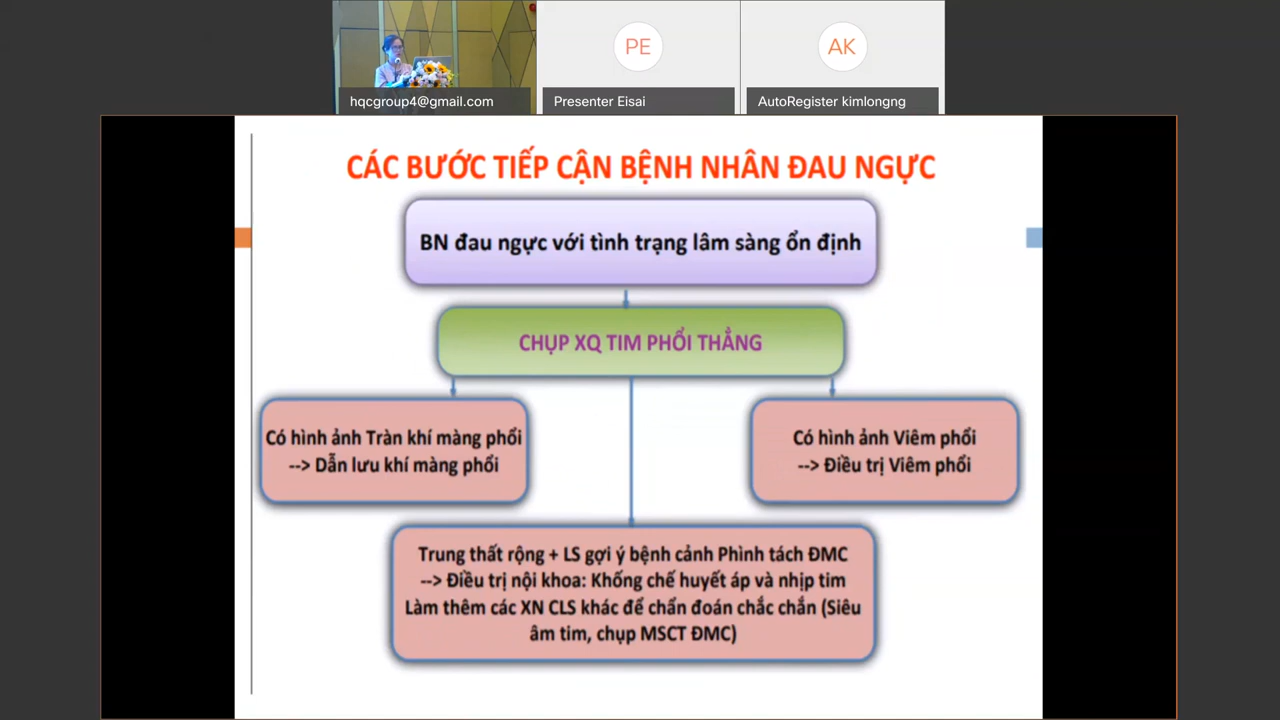 PE
AK
hqcgroup4@gmail.com
Presenter Eisai
AutoRegister kimlongng
CÁC BƯỚC TIẾP CẬN BỆNH NHÂN ĐAU NGỰC
BN đau ngực với tình trạng lâm sàng ổn định
CHỤP XQ TIM PHỔI THẲNG
Có hình ảnh Tràn khí màng phổi
--> Dẫn lưu khí màng phổi
Có hình ảnh Viêm phổi
--> Điều trị Viêm phổi
Trung thất rộng + LS gợi ý bệnh cảnh Phình tách ĐMC
--> Điều trị nội khoa: Khống chế huyết áp và nhịp tim
Làm thêm các XN CLS khác để chẩn đoán chắc chắn (Siêu
âm tim, chụp MSCT ĐMC)